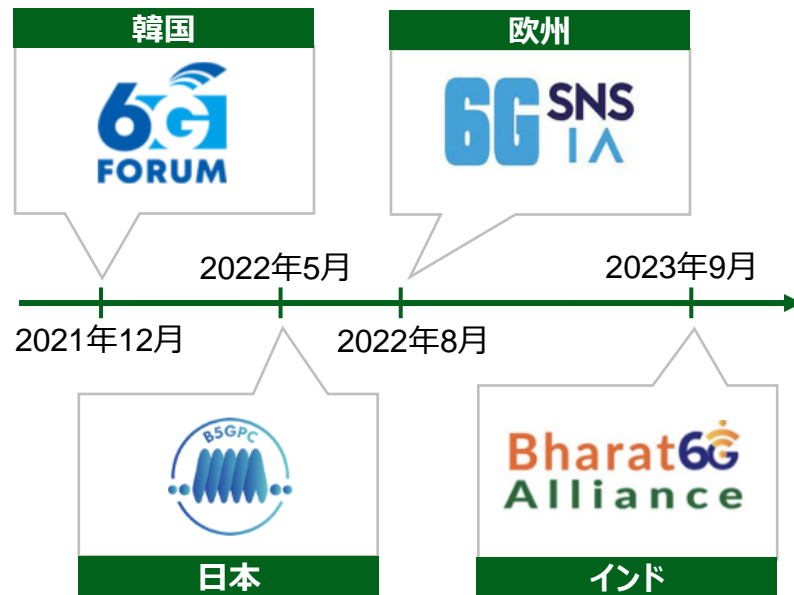 韓国
6G
FORUM
欧州
6G SNS
IA
2022年5月
2023年9月
2021年12月
2022年8月
B5GPC
Bharat6G
Alliance
日本
インド